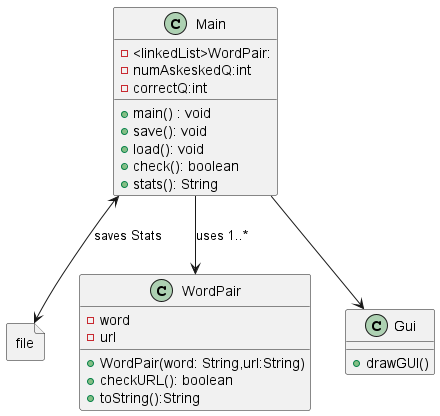 C Main
<linkedList>WordPair:
numAskeskedQ:int
correctQ:int
main() : void
save(): void
load(): void
check(): boolean
stats(): String
saves Stats
uses 1..*
file
C WordPair
word
url
WordPair(word: String,url:String)
checkURL(): boolean
toString():String
C Gui
drawGUI()